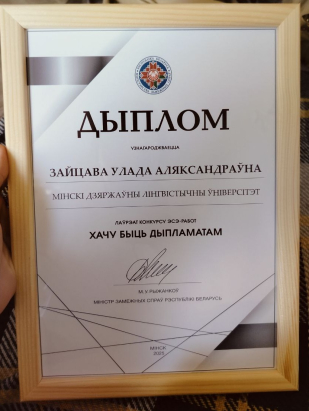 ДЫПЛОМ
УЗНАГАРОДЖВАЕЦЦА
ЗАЙЦАВА УЛАДА АЛЯКСАНДРАЎНА
МІНСКІ ДЗЯРЖАЎНЫ ЛІНГВІСТЫЧНЫ ЎНІВЕРСІТЭТ
ЛАЎРЭАТ КОНКУРСУ ЭСЭ-РАБОТ
ХАЧУ БЫЦЬ ДЫПЛАМАТАМ
М.У.РЫЖАНКОЎ
МІНІСТР ЗАМЕЖНЫХ СПРАЎ РЭСПУБЛІКІ БЕЛАРУСЬ
МІНСК
2025